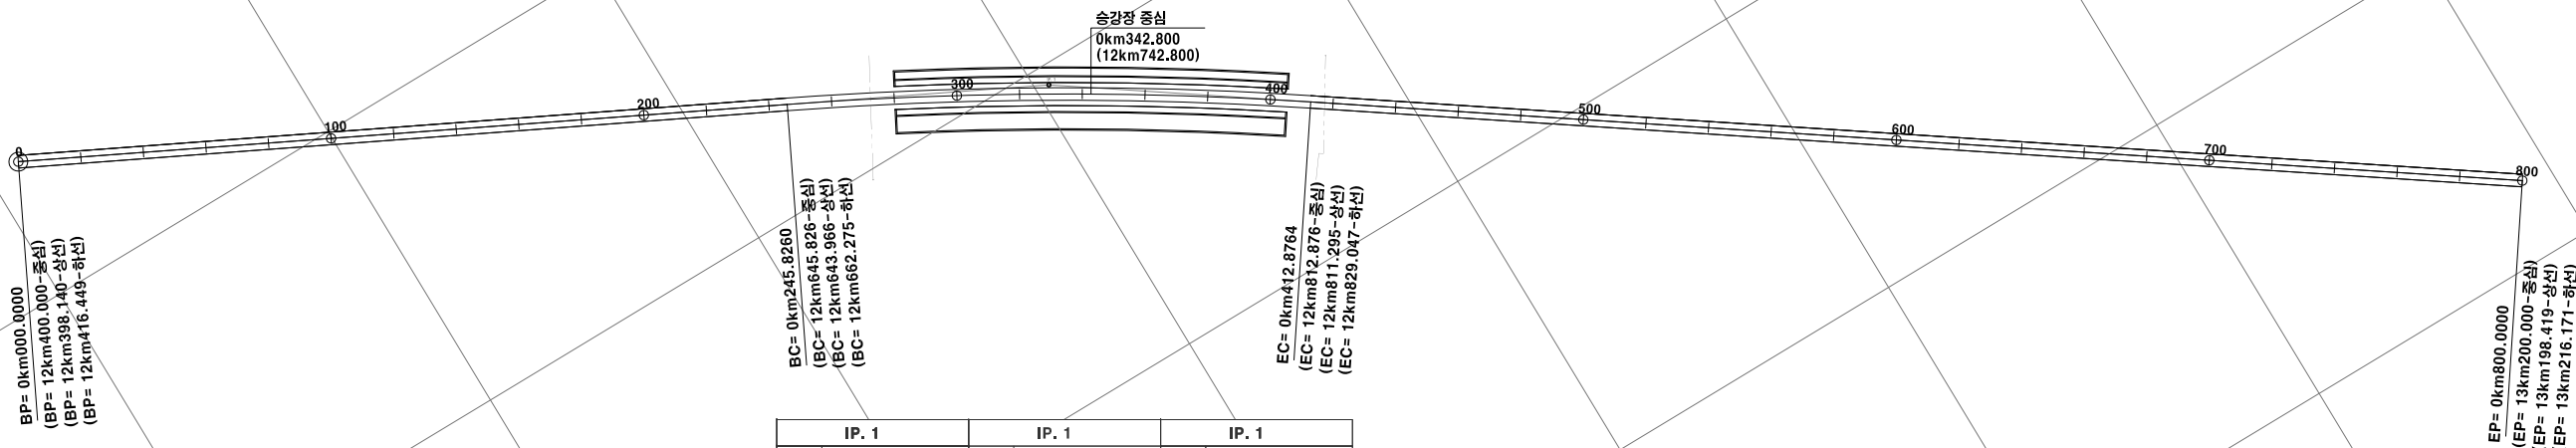 승강장 중심
0km342.800
(12km742.800)
0
100
200
300
400
500
600
700
800
BP= 0km000.0000
(BP= 12km400.000-중심)
(BP= 12km398.140-상선)
(BP= 12km416.449-하선)
BC= 0km245.8260
(BC= 12km645.826-중심)
(BC= 12km643.966-상선)
(BC= 12km662.275-하선)
EC= 0km412.8764
(EC= 12km812.876-중심)
(EC= 12km811.295-상선)
(EC= 12km829.047-하선)
EP= 0km800.0000
(EP= 13km200.000-중심)
(EP= 13km198.419-상선)
(EP= 13km216.171-하선)
IP. 1
IP. 1
IP. 1